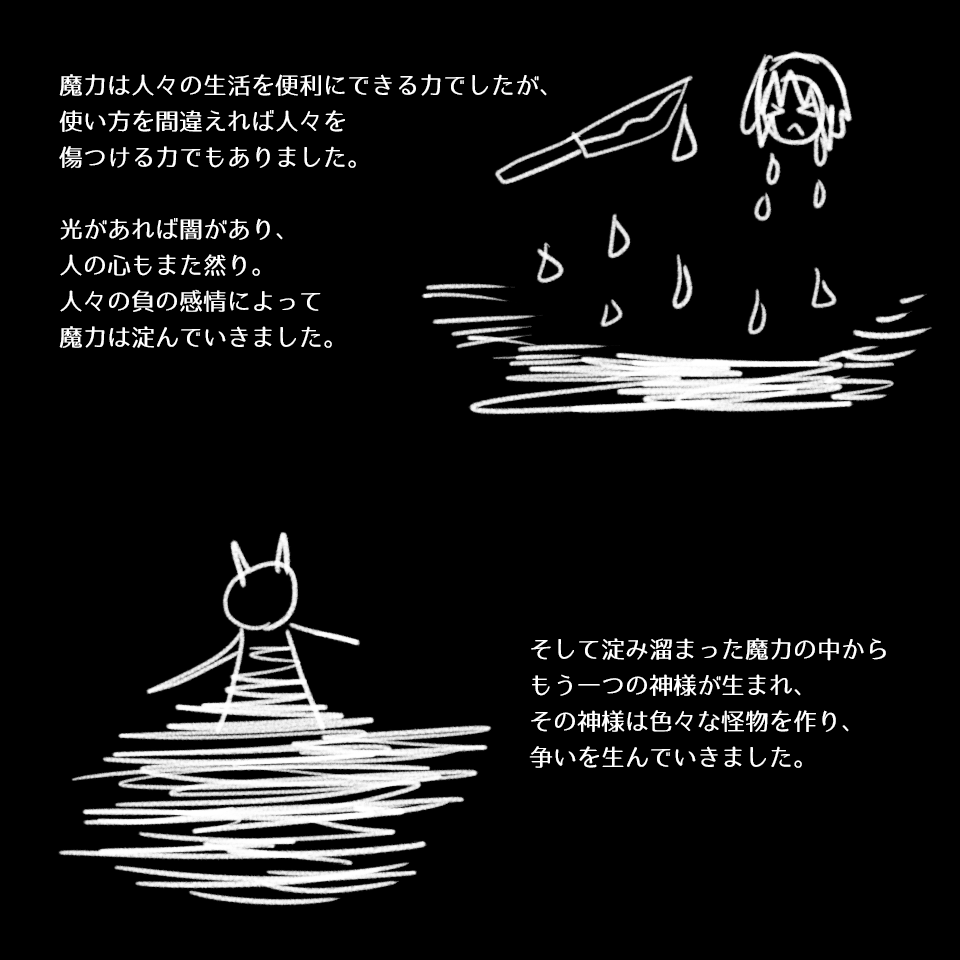 魔力は人々の生活を便利にできる力でしたが、
使い方を間違えれば人々を
傷つける力でもありました。
光があれば闇があり、
人の心もまた然り。
人々の負の感情によって
魔力は淀んでいきました。
そして淀み溜まった魔力の中から
もう一つの神様が生まれ、
その神様は色々な怪物を作り、
争いを生んでいきました。